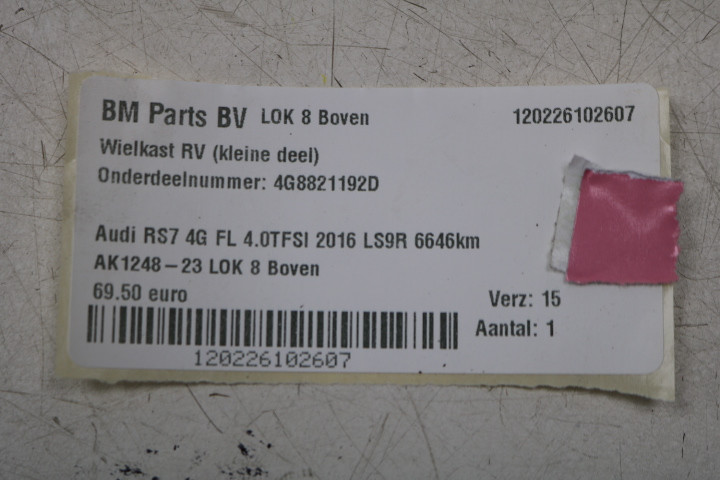 BM Parts BV LOK 8 Boven 120226102607
Wielkast RV (kleine deel)
Onderdeelnummer: 4G8821192D
Audi RS7 4G FL 4.0TFSI 2016 LS9R 6646km
AK1248-23 LOK 8 Boven
69.50 euro Verz: 15
Aantal: 1
120226102607